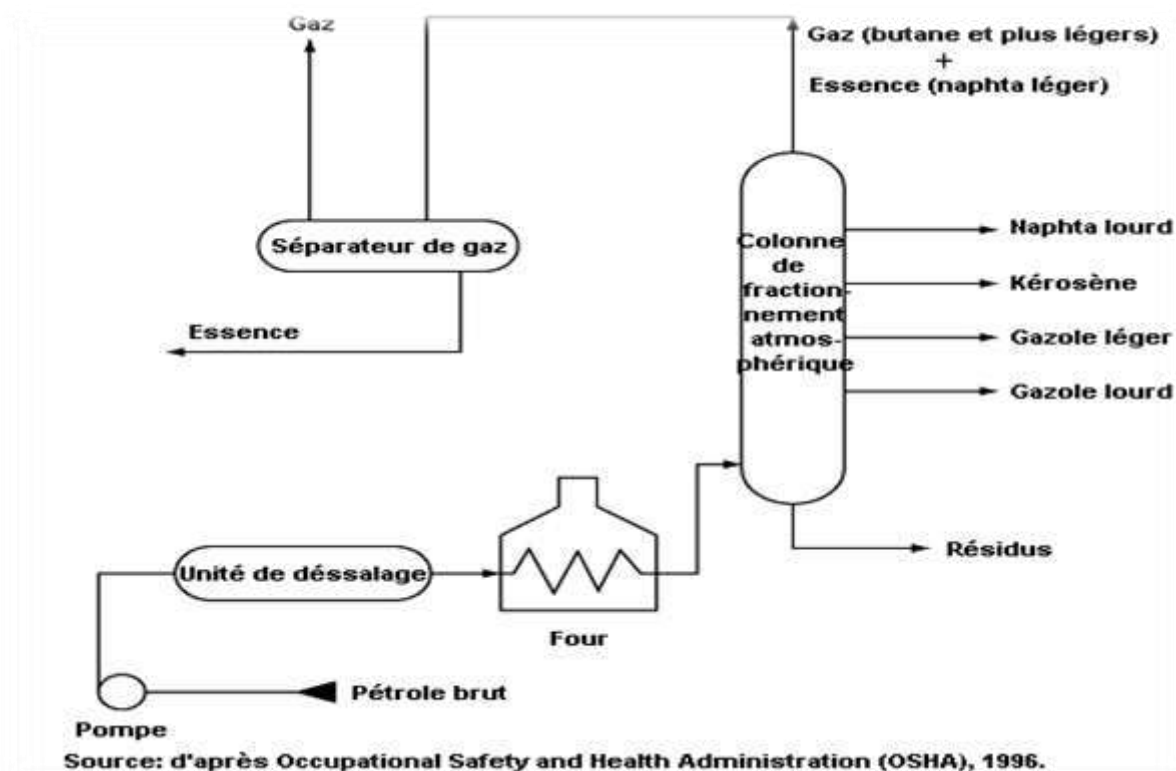 Gaz
Gaz (butane et plus légers)
+
Essence (naphta léger)
Séparateur de gaz
Essence
Colonne
de
fraction-
nement
atmos-
phérique
Naphta lourd
Kérosène
Gazole léger
Gazole lourd
Résidus
Unité de déssalage
Four
Pétrole brut
Pompe
Source: d'après Occupational Safety and Health Administration (OSHA), 1996.